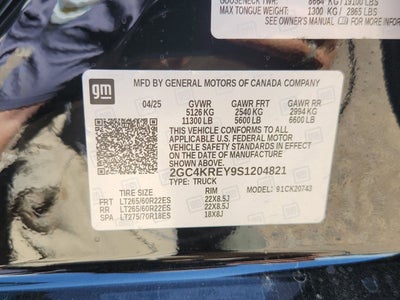 GOOSENECK TWR: 8664 KG / 19100 LBS
MAX TONGUE WEIGHT: 1300 KG / 2865 LBS
SEE OWNER'S MANUAL
gm
MFD BY GENERAL MOTORS OF CANADA COMPANY
04/25 GVWR GAWR FRT GAWR RR
5126 KG 2540 KG 2994 KG
11300 LB 5600 LB 6600 LB
THIS VEHICLE CONFORMS TO ALL
APPLICABLE U.S. FEDERAL MOTOR
VEHICLE SAFETY STANDARDS IN EFFECT ON
THE DATE OF MANUFACTURE SHOWN ABOVE.
2GC4KREY9S1204821
TYPE: TRUCK
TIRE SIZE RIM MODEL: 91CK20743
FRT LT265/60R22ES 22X8.5J
RR LT265/60R22ES 22X8.5J
SPA LT275/70R18ES 18X8J